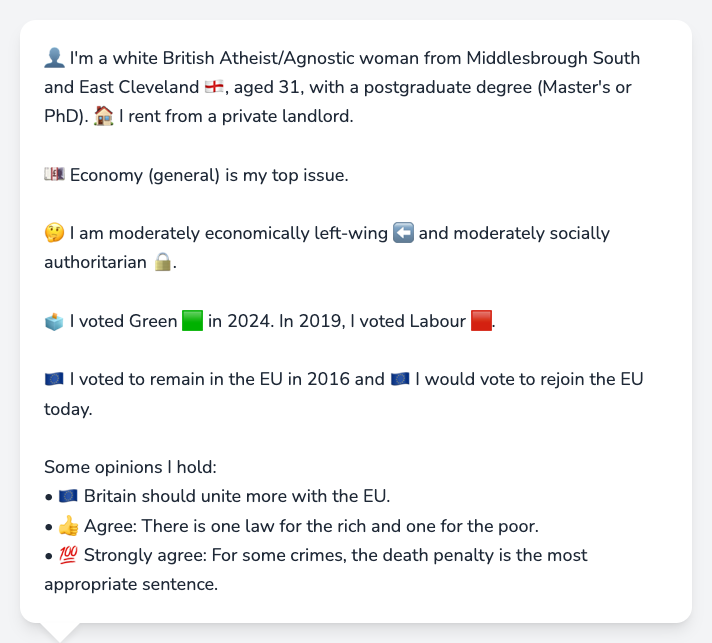 👤 I'm a white British Atheist/Agnostic woman from Middlesbrough South
and East Cleveland 🏴󠁧󠁢󠁥󠁮󠁧󠁿, aged 31, with a postgraduate degree (Master's or
PhD). 🏠 I rent from a private landlord.
💷 Economy (general) is my top issue.
🤔 I am moderately economically left-wing ⬅️ and moderately socially
authoritarian 🔒.
🗳️ I voted Green 🟩 in 2024. In 2019, I voted Labour 🟥.
🇪🇺 I voted to remain in the EU in 2016 and 🇪🇺 I would vote to rejoin the EU
today.
Some opinions I hold:
• 🇪🇺 Britain should unite more with the EU.
• 👍 Agree: There is one law for the rich and one for the poor.
• 💯 Strongly agree: For some crimes, the death penalty is the most
appropriate sentence.